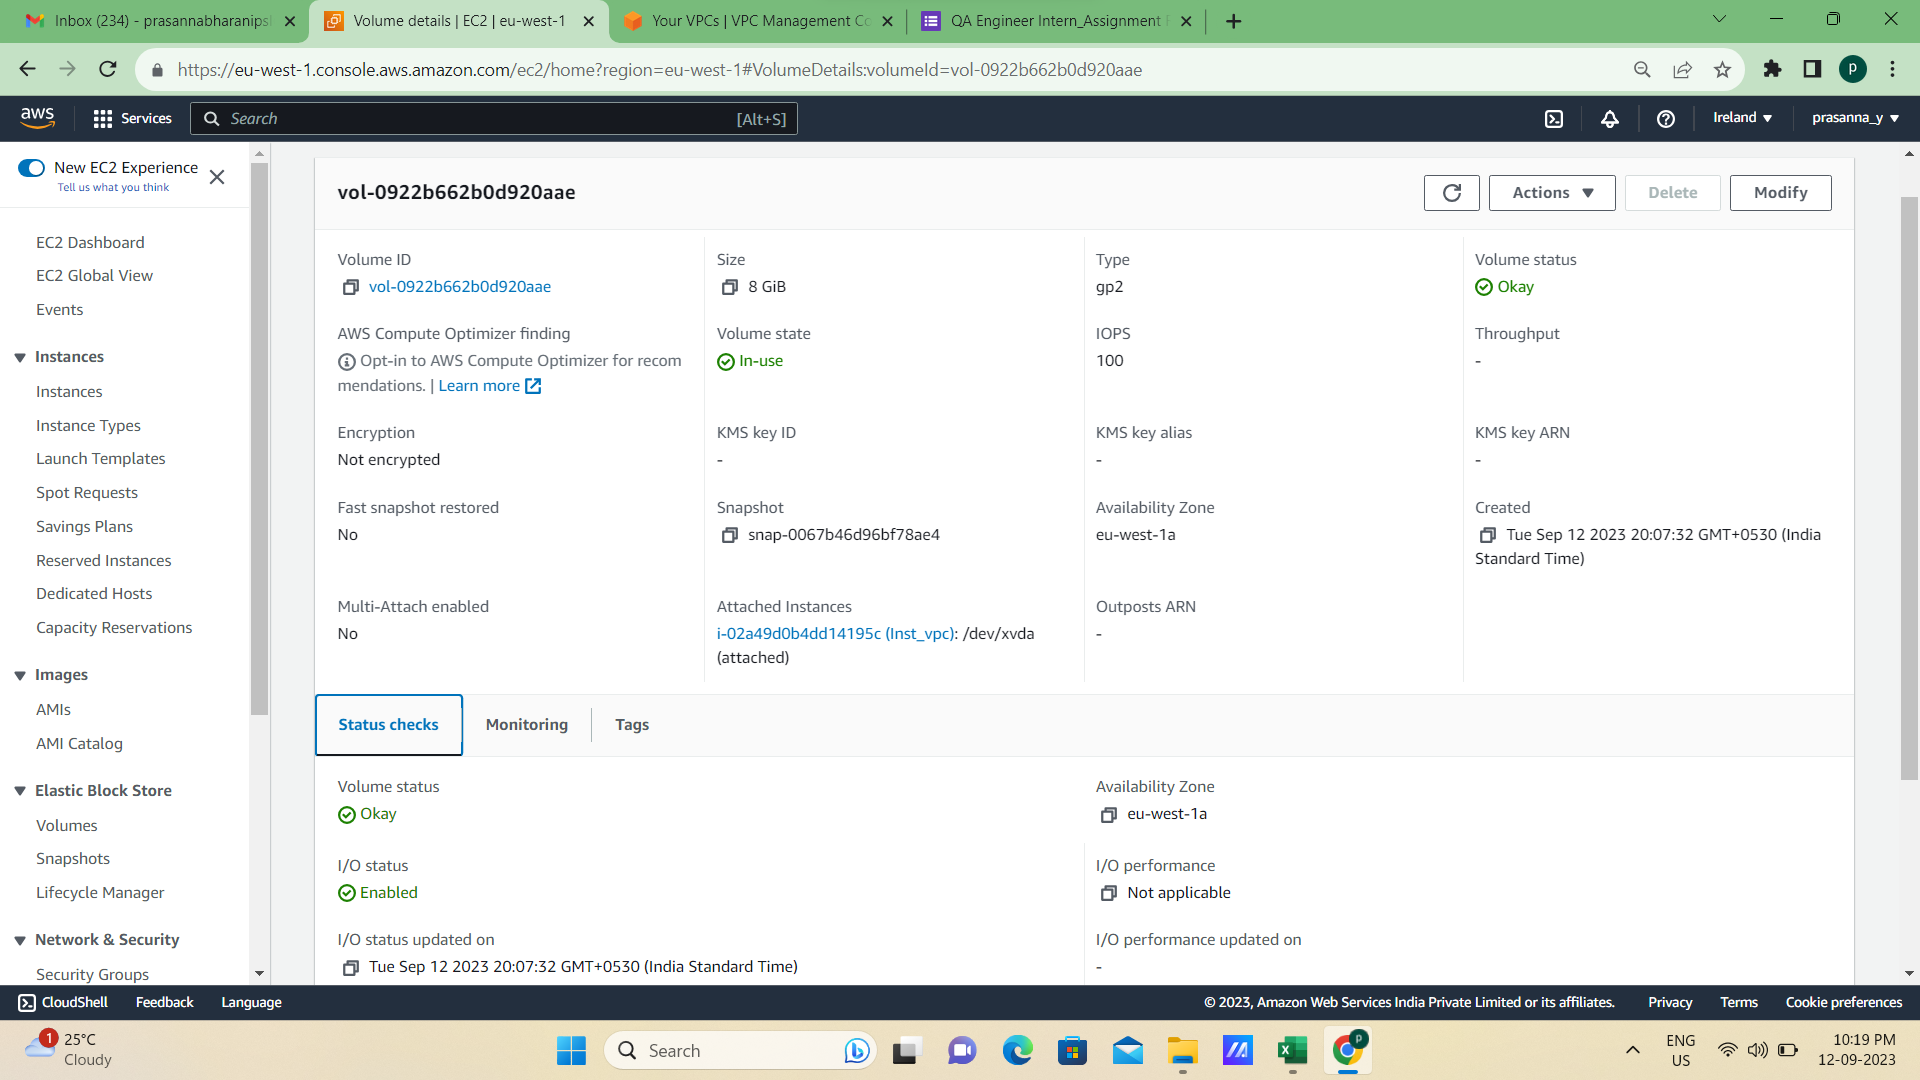 Inbox (234) - prasannabharanips
Volume details | EC2 | eu-west-1
Your VPCs | VPC Management Co
QA Engineer Intern_Assignment
https://eu-west-1.console.aws.amazon.com/ec2/home?region=eu-west-1#VolumeDetails:volumeId=vol-0922b662b0d920aae
p
aws
Services
Search
[Alt+S]
Ireland
prasanna_y
New EC2 Experience
Tell us what you think
EC2 Dashboard
EC2 Global View
Events
Instances
Instances
Instance Types
Launch Templates
Spot Requests
Savings Plans
Reserved Instances
Dedicated Hosts
Capacity Reservations
Images
AMIs
AMI Catalog
Elastic Block Store
Volumes
Snapshots
Lifecycle Manager
Network & Security
Security Groups
vol-0922b662b0d920aae
Actions
Delete
Modify
Volume ID
vol-0922b662b0d920aae
Size
8 GiB
Type
gp2
Volume status
Okay
AWS Compute Optimizer finding
Opt-in to AWS Compute Optimizer for recom
mendations. | Learn more
Volume state
In-use
IOPS
100
Throughput
-
Encryption
Not encrypted
KMS key ID
-
KMS key alias
-
KMS key ARN
-
Fast snapshot restored
No
Snapshot
snap-0067b46d96bf78ae4
Availability Zone
eu-west-1a
Created
Tue Sep 12 2023 20:07:32 GMT+0530 (India
Standard Time)
Multi-Attach enabled
No
Attached Instances
i-02a49d0b4dd14195c (Inst_vpc): /dev/xvda
(attached)
Outposts ARN
-
Status checks
Monitoring
Tags
Volume status
Okay
Availability Zone
eu-west-1a
I/O status
Enabled
I/O performance
Not applicable
I/O status updated on
Tue Sep 12 2023 20:07:32 GMT+0530 (India Standard Time)
I/O performance updated on
-
CloudShell
Feedback
Language
© 2023, Amazon Web Services India Private Limited or its affiliates.
Privacy
Terms
Cookie preferences
1
25°C
Cloudy
Search
P
ENG
US
10:19 PM
12-09-2023